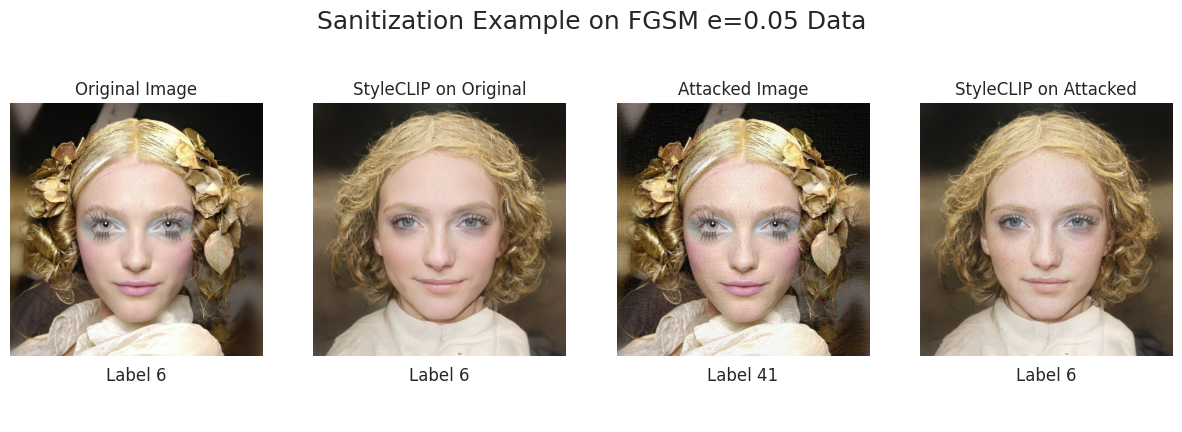 Sanitization Example on FGSM e=0.05 Data
Original Image
StyleCLIP on Original
Attacked Image
StyleCLIP on Attacked
Label 6
Label 6
Label 41
Label 6